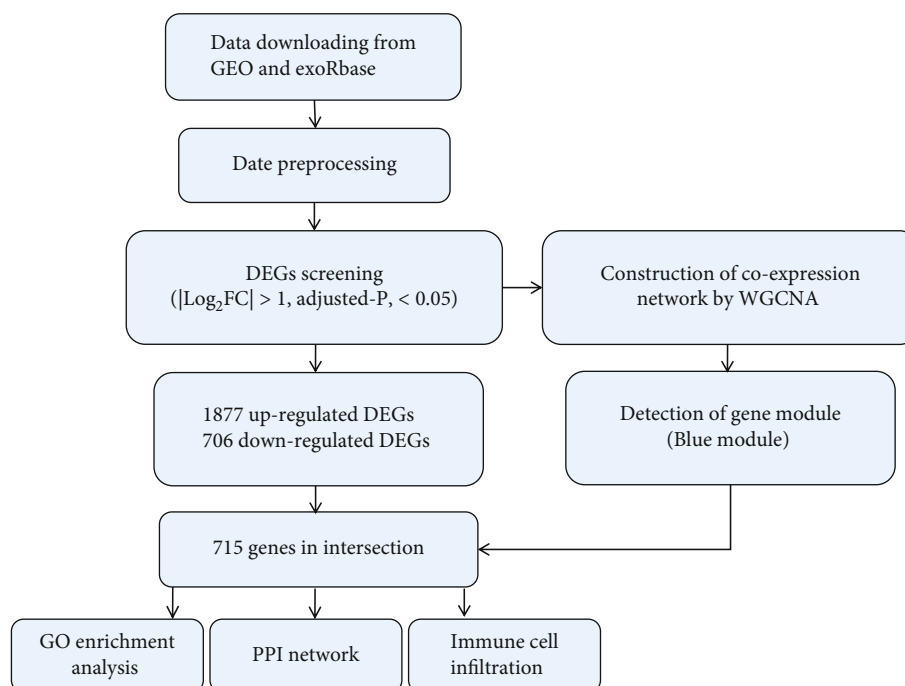 Data downloading from
GEO and exoRbase
Date preprocessing
DEGs screening
(|Log₂FC| > 1, adjusted-P, < 0.05)
Construction of co-expression
network by WGCNA
1877 up-regulated DEGs
706 down-regulated DEGs
Detection of gene module
(Blue module)
715 genes in intersection
GO enrichment
analysis
PPI network
Immune cell
infiltration